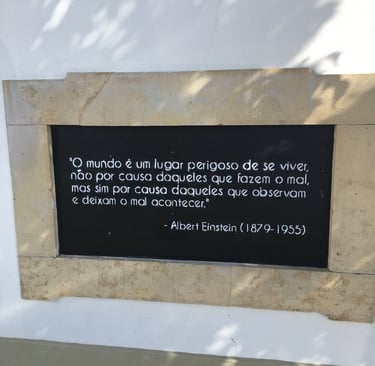 "O mundo é um lugar perigoso de se viver,
não por causa daqueles que fazem o mal,
mas sim por causa daqueles que observam
e deixam o mal acontecer."
- Albert Einstein (1879-1955)